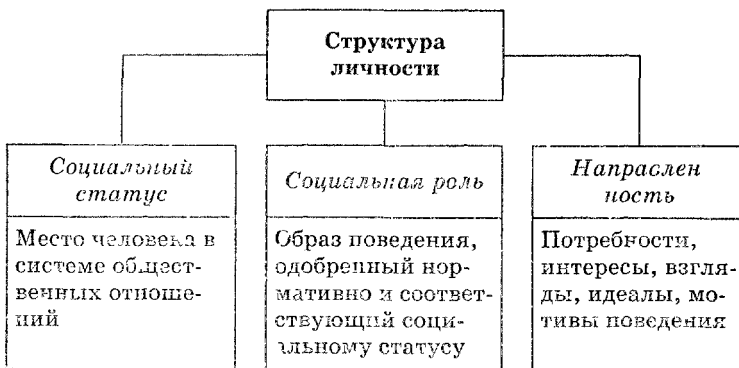 Структура
личности
Социальный
статус
Место человека в
системе общест-
венных отноше-
ний
Социальная роль
Образ поведения,
одобренный нор-
мативно и соответ-
ствующий соци-
альному статусу
Напраслен
ность
Потребности,
интересы, взгля-
ды, идеалы, мо-
тивы поведения